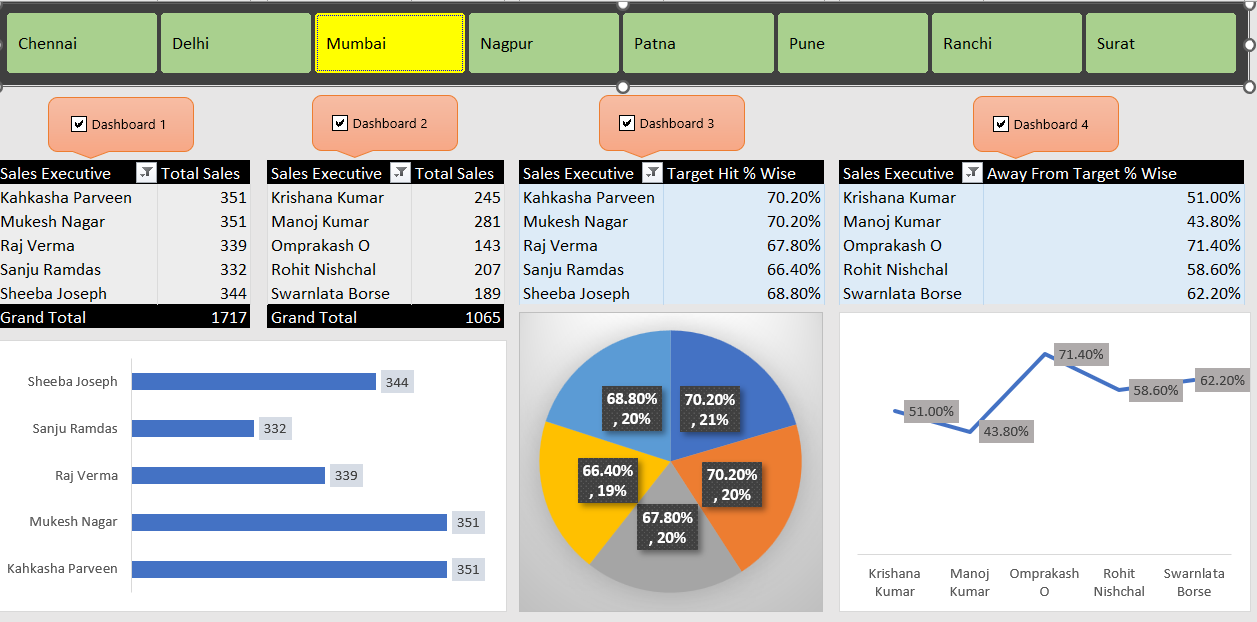 Chennai
Delhi
Mumbai
Nagpur
Patna
Pune
Ranchi
Surat
Dashboard 1
Dashboard 2
Dashboard 3
Dashboard 4
Sales Executive Total Sales
Kahkasha Parveen 351
Mukesh Nagar 351
Raj Verma 339
Sanju Ramdas 332
Sheeba Joseph 344
Grand Total 1717
Sales Executive Total Sales
Krishana Kumar 245
Manoj Kumar 281
Omprakash O 143
Rohit Nishchal 207
Swarnlata Borse 189
Grand Total 1065
Sales Executive Target Hit % Wise
Kahkasha Parveen 70.20%
Mukesh Nagar 70.20%
Raj Verma 67.80%
Sanju Ramdas 66.40%
Sheeba Joseph 68.80%
Sales Executive Away From Target % Wise
Krishana Kumar 51.00%
Manoj Kumar 43.80%
Omprakash O 71.40%
Rohit Nishchal 58.60%
Swarnlata Borse 62.20%
Sheeba Joseph 344
Sanju Ramdas 332
Raj Verma 339
Mukesh Nagar 351
Kahkasha Parveen 351
68.80%
, 20%
70.20%
, 21%
66.40%
, 19%
70.20%
, 20%
67.80%
, 20%
51.00%
43.80%
71.40%
58.60%
62.20%
Krishana
Kumar
Manoj
Kumar
Omprakash
O
Rohit
Nishchal
Swarnlata
Borse